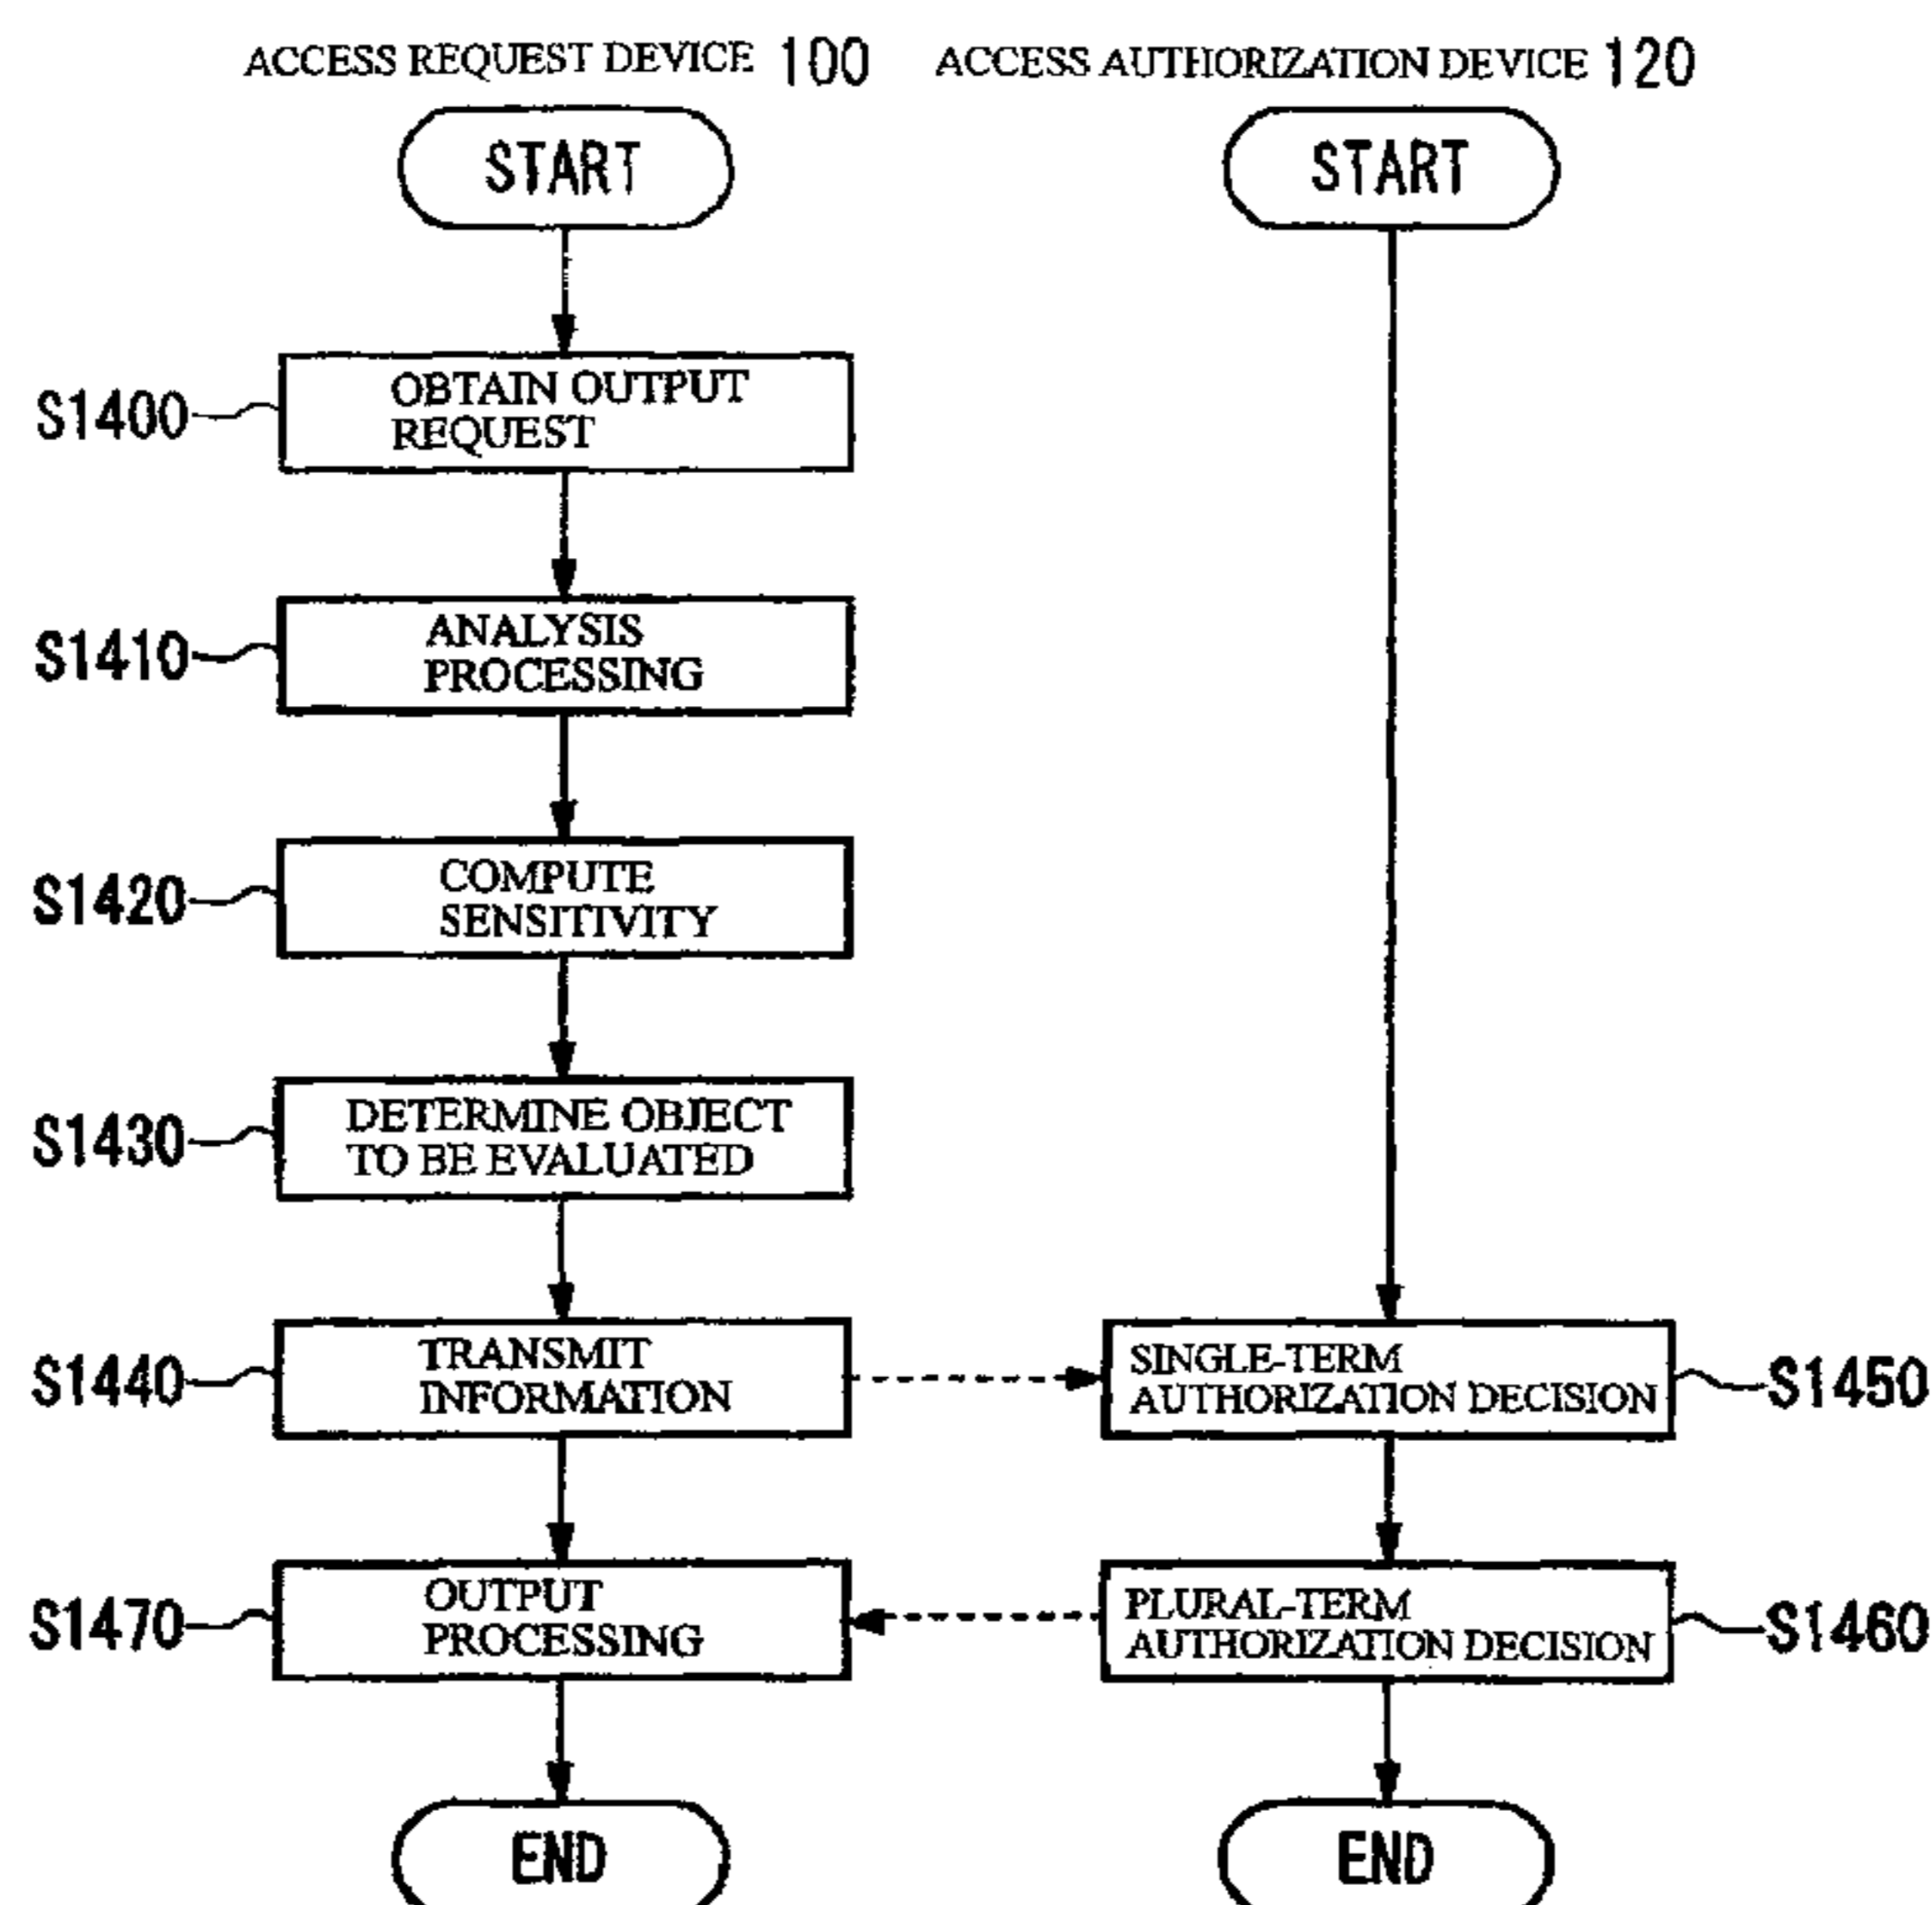 ACCESS REQUEST DEVICE 100
ACCESS AUTHORIZATION DEVICE 120
START
START
S1400
OBTAIN OUTPUT
REQUEST
S1410
ANALYSIS
PROCESSING
S1420
COMPUTE
SENSITIVITY
S1430
DETERMINE OBJECT
TO BE EVALUATED
S1440
TRANSMIT
INFORMATION
SINGLE-TERM
AUTHORIZATION DECISION
S1450
S1470
OUTPUT
PROCESSING
PLURAL-TERM
AUTHORIZATION DECISION
S1460
END
END